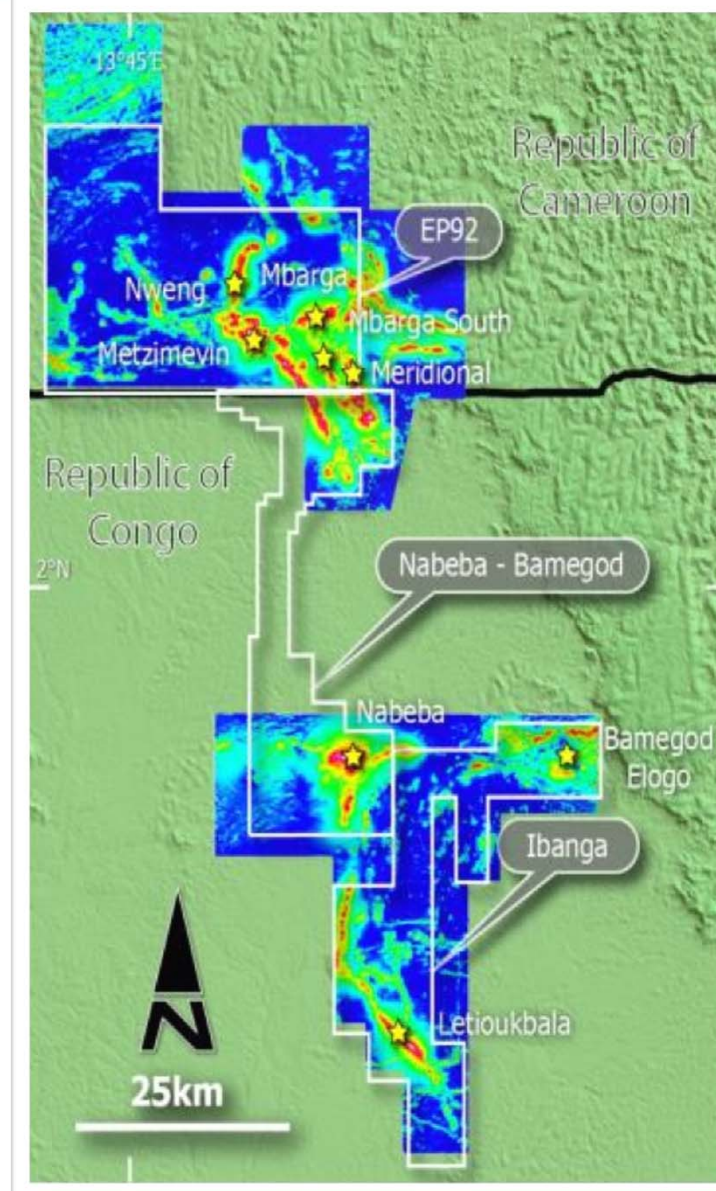 13°45'E
Republic of
Cameroon
EP92
Nweng
Mbarga
Mbarga South
Metzimevin
Meridional
Republic of
Congo
2°N
Nabeba - Bamegod
Nabeba
Bamegod
Elogo
Ibanga
Letioukbala
N
25km